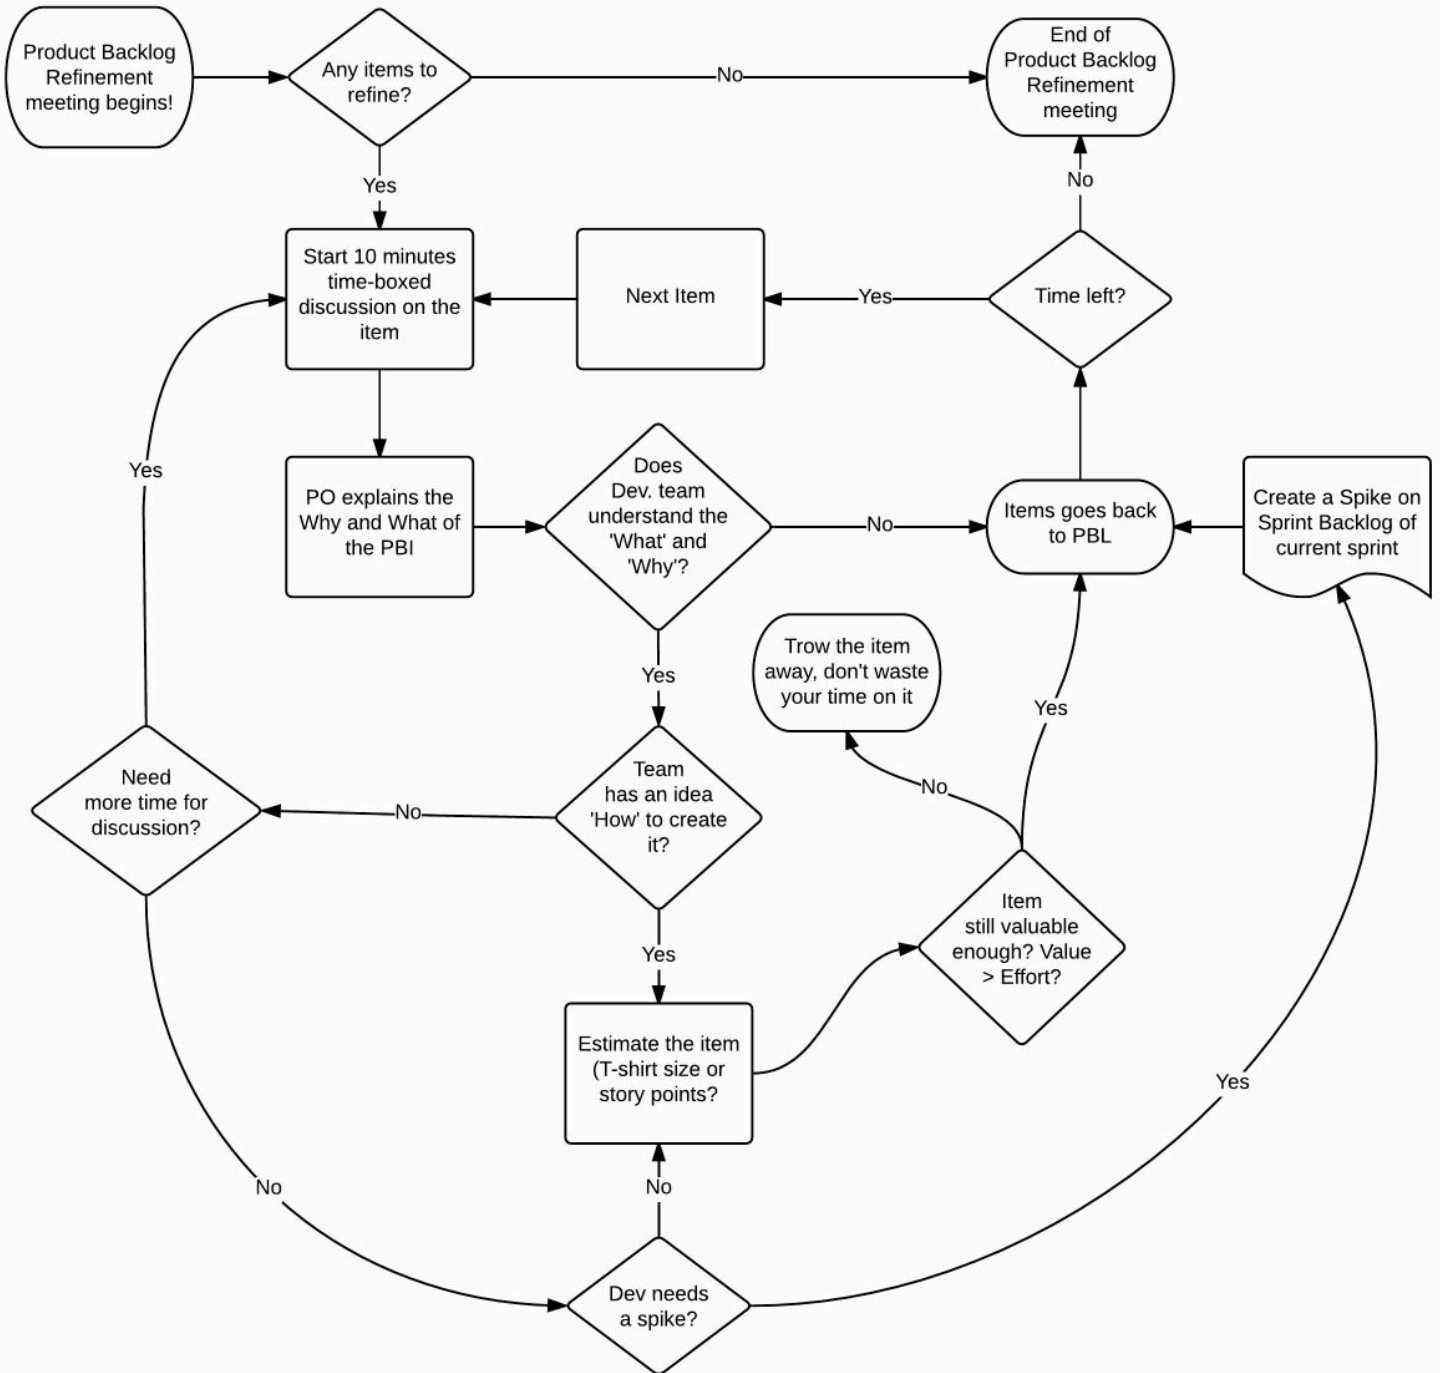 Product Backlog
Refinement
meeting begins!
Any items to
refine?
No
End of
Product Backlog
Refinement
meeting
Yes
No
Start 10 minutes
time-boxed
discussion on the
item
Next Item
Yes
Time left?
Yes
PO explains the
Why and What of
the PBI
Does
Dev. team
understand the
'What' and
'Why'?
No
Items goes back
to PBL
Create a Spike on
Sprint Backlog of
current sprint
Yes
Trow the item
away, don't waste
your time on it
Yes
No
Need
more time for
discussion?
No
Team
has an idea
'How' to create
it?
Yes
Item
still valuable
enough? Value
> Effort?
Estimate the item
(T-shirt size or
story points?
Yes
No
No
Dev needs
a spike?